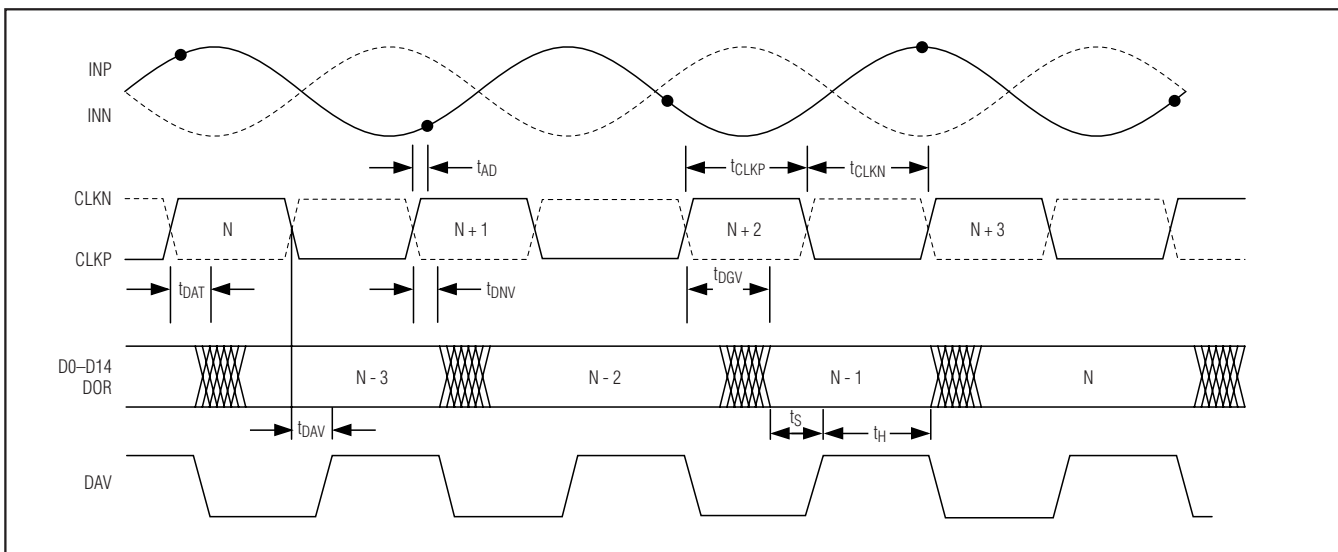 INP
INN
tAD
tCLKP
tCLKN
CLKN
N
N + 1
N + 2
N + 3
CLKP
tDAT
tDNV
tDGV
D0–D14
DOR
N - 3
N - 2
N - 1
N
tDAV
tS
tH
DAV